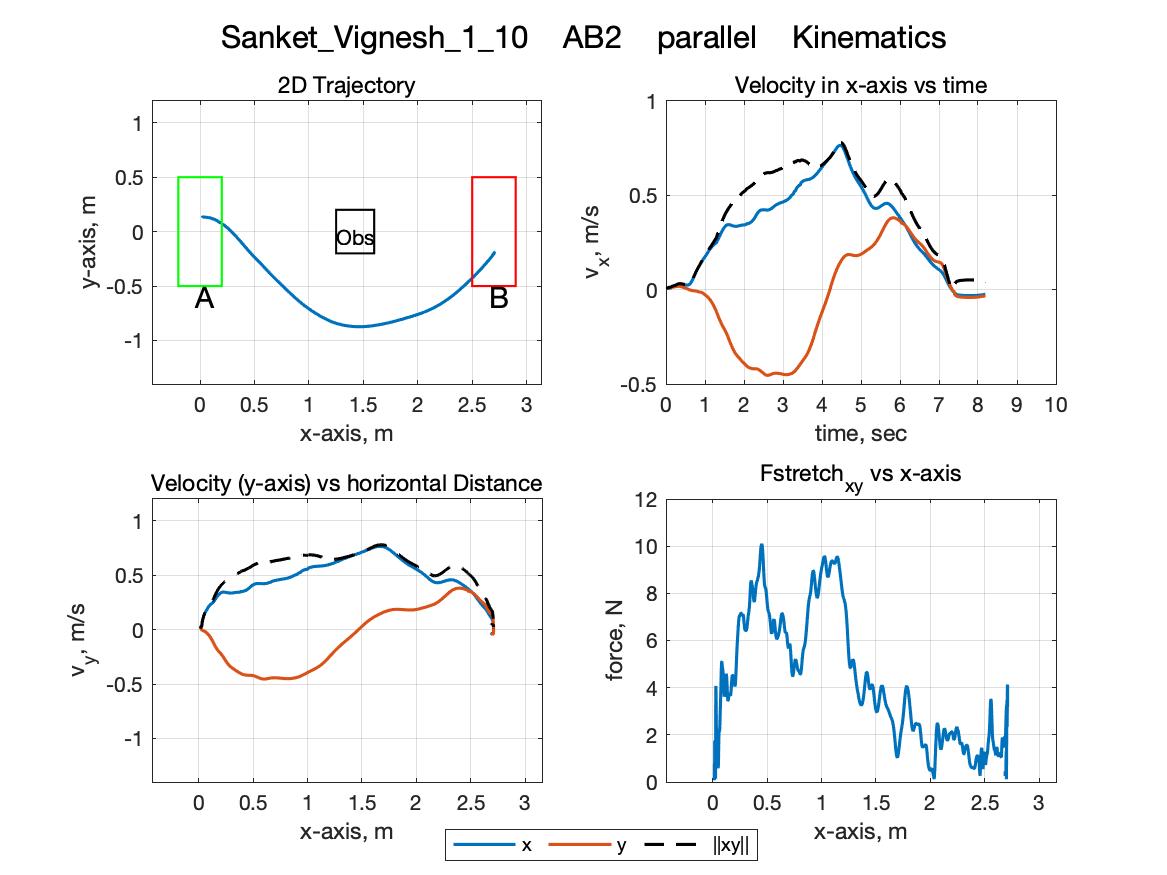 Sanket_Vignesh_1_10 AB2 parallel Kinematics
2D Trajectory
1
0.5
0
-0.5
-1
y-axis, m
Obs
A
B
0 0.5 1 1.5 2 2.5 3
x-axis, m
Velocity in x-axis vs time
1
0.5
0
-0.5
vx, m/s
0 1 2 3 4 5 6 7 8 9 10
time, sec
Velocity (y-axis) vs horizontal Distance
1
0.5
0
-0.5
-1
vy, m/s
0 0.5 1 1.5 2 2.5 3
x-axis, m
Fstretchxy vs x-axis
12
10
8
6
4
2
0
force, N
0 0.5 1 1.5 2 2.5 3
x-axis, m
x y ||xy||